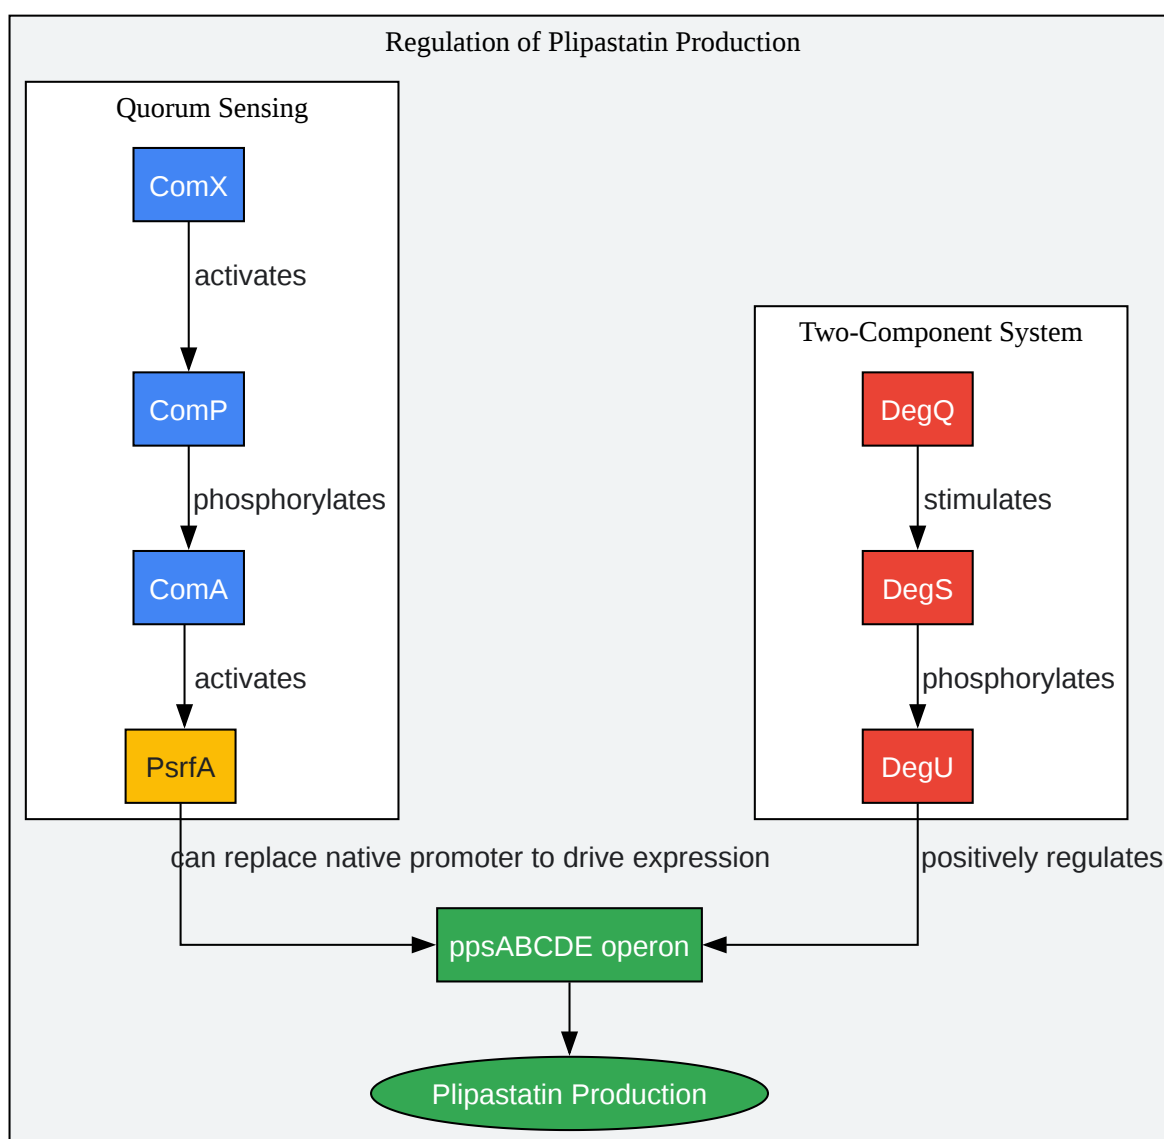 Regulation of Plipastatin Production
Quorum Sensing
ComX
activates
ComP
phosphorylates
ComA
activates
PsrfA
can replace native promoter to drive expression
Two-Component System
DegQ
stimulates
DegS
phosphorylates
DegU
positively regulates
ppsABCDE operon
Plipastatin Production